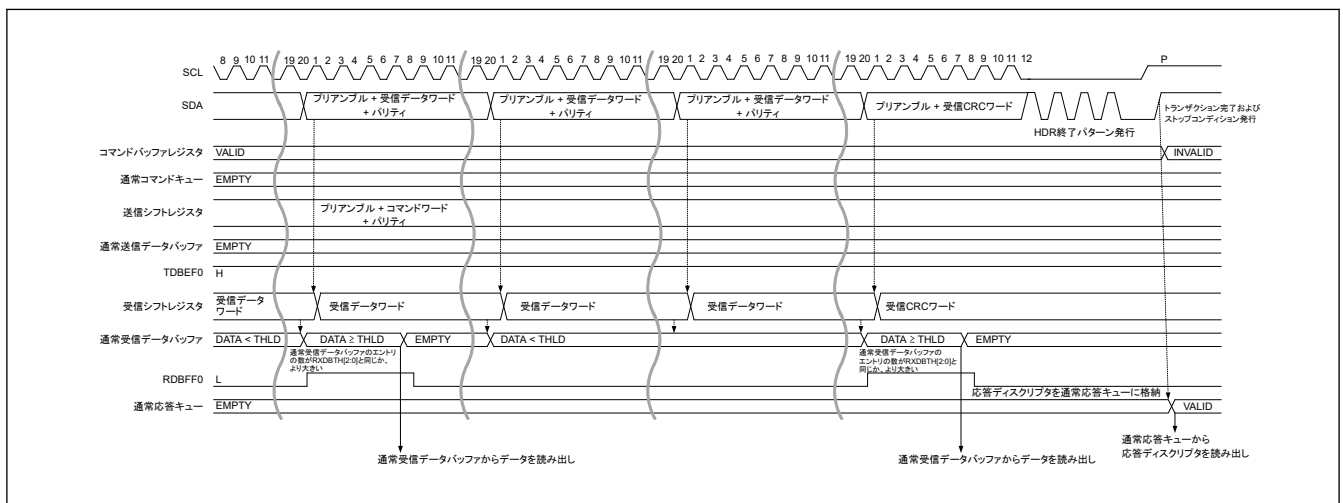 8 9 10 11 19 20 1 2 3 4 5 6 7 8 9 10 11 19 20 1 2 3 4 5 6 7 8 9 10 11 19 20 1 2 3 4 5 6 7 8 9 10 11 19 20 1 2 3 4 5 6 7 8 9 10 11 12 P
SCL
SDA
プリアンブル + 受信データワード
+ パリティ
プリアンブル + 受信データワード
+ パリティ
プリアンブル + 受信データワード
+ パリティ
プリアンブル + 受信CRCワード
HDR終了パターン発行
トランザクション完了および
ストップコンディション発行
コマンドバッファレジスタ VALID INVALID
通常コマンドキュー EMPTY
送信シフトレジスタ
プリアンブル + コマンドワード
+ パリティ
通常送信データバッファ EMPTY
TDBEF0 H
受信シフトレジスタ
受信データ
ワード
受信データワード 受信データワード 受信データワード 受信CRCワード
通常受信データバッファ DATA < THLD DATA ≥ THLD EMPTY DATA < THLD DATA ≥ THLD EMPTY
通常受信データバッファのエントリ
の数がRXDBTH[2:0]と同じか、
より大きい
通常受信データバッファの
エントリの数がRXDBTH[2:0]と
同じか、より大きい
RDBFF0 L
応答ディスクリプタを通常応答キューに格納
通常応答キュー EMPTY VALID
通常受信データバッファからデータを読み出し
通常受信データバッファからデータを読み出し
通常応答キューから
応答ディスクリプタを読み出し